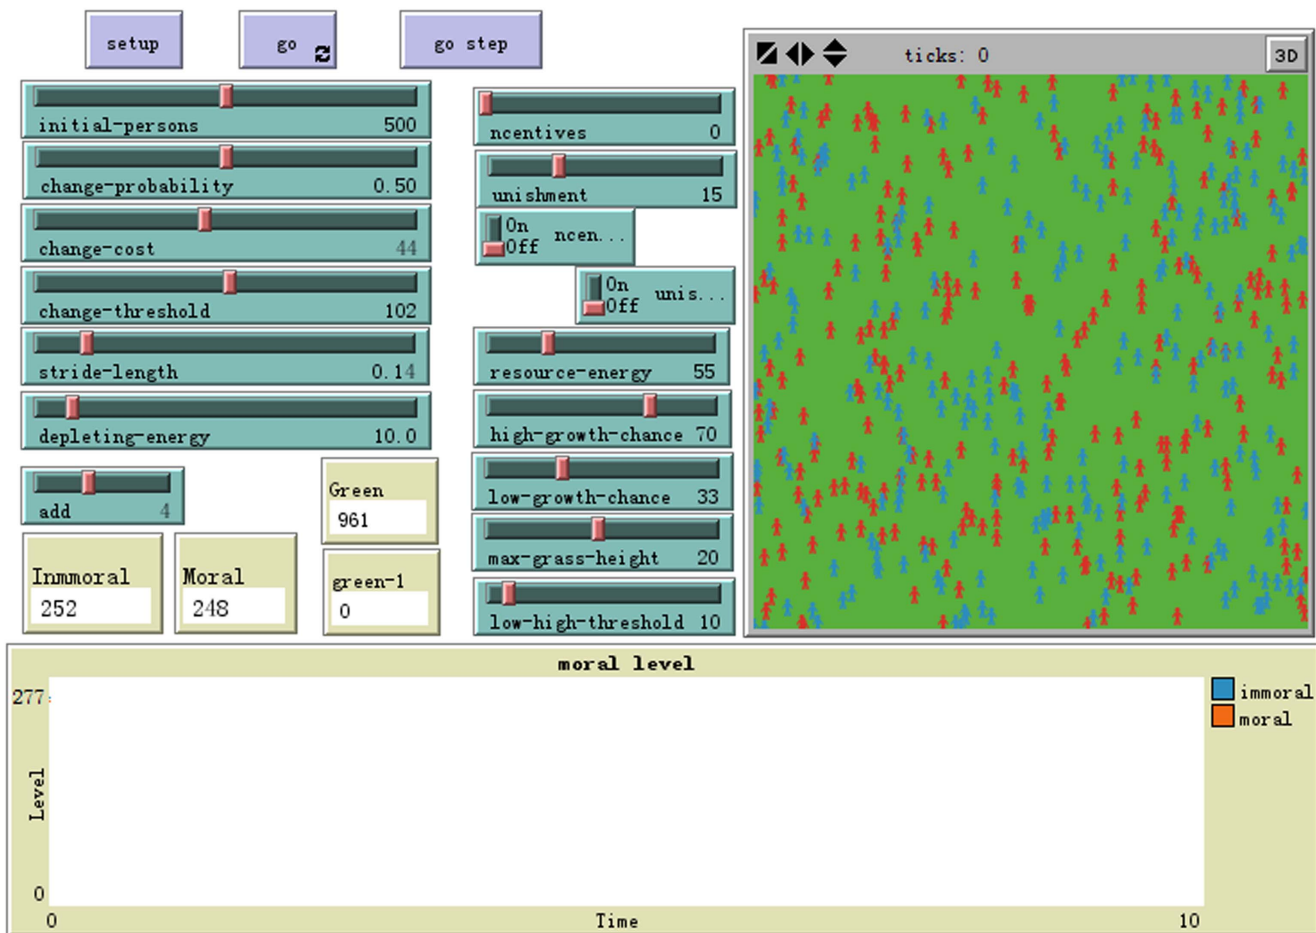 setup
go
go step
initial-persons 500
change-probability 0.50
change-cost 44
change-threshold 102
stride-length 0.14
depleting-energy 10.0
add 4
Green
961
Inmmoral
252
Moral
248
green-1
0
ncentives 0
unishment 15
On
Off
ncen...
On
Off
unis...
resource-energy 55
high-growth-chance 70
low-growth-chance 33
max-grass-height 20
low-high-threshold 10
ticks: 0
3D
moral level
277
Level
0
0
Time
10
immoral
moral